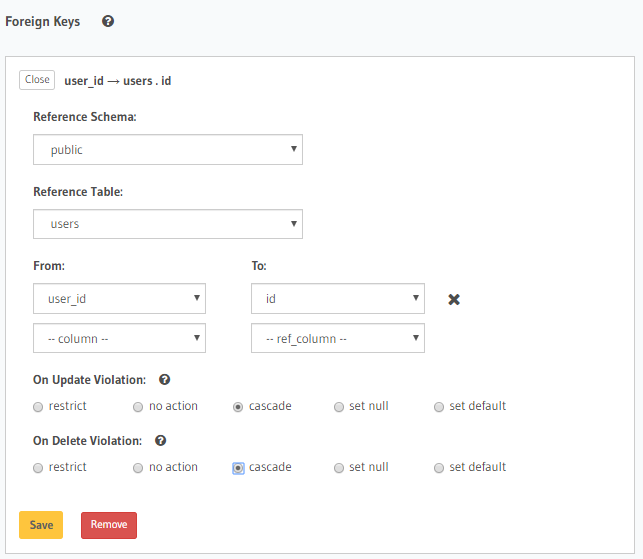 Foreign Keys ?
Close user_id → users . id
Reference Schema:
public
Reference Table:
users
From: To:
user_id id
-- column -- -- ref_column --
On Update Violation: ?
restrict no action cascade set null set default
On Delete Violation: ?
restrict no action cascade set null set default
Save Remove